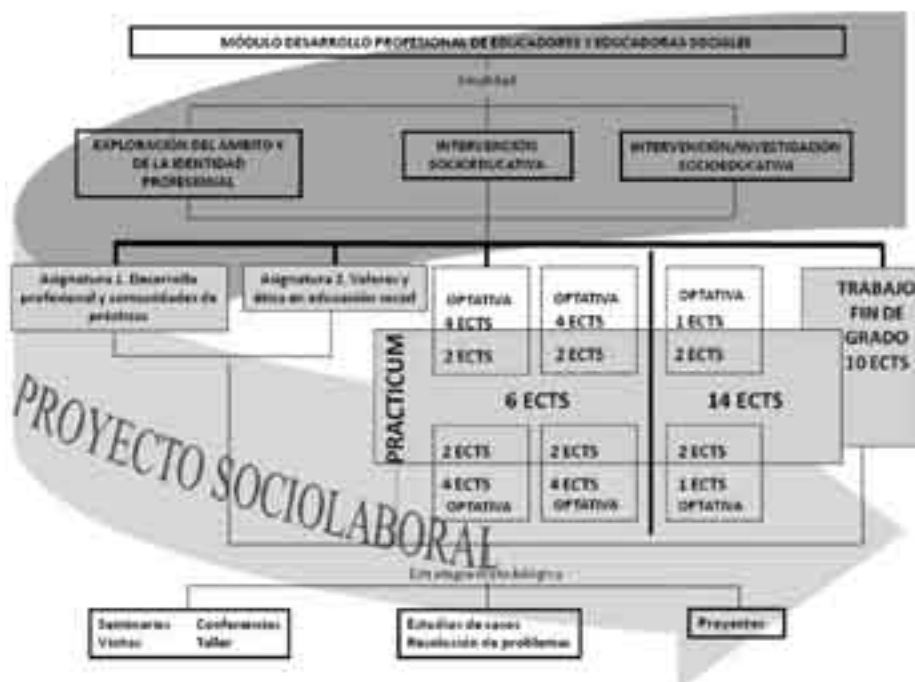 MÓDULO DESARROLLO PROFESIONAL DE EDUCADORES Y EDUCADORAS SOCIALES
Finalidad
EXPLORACIÓN DEL ÁMBITO Y
DE LA IDENTIDAD
PROFESIONAL
INTERVENCIÓN
SOCIOEDUCATIVA
INTERVENCIÓN/INVESTIGACIÓN
SOCIOEDUCATIVA
Asignatura 1. Desarrollo
profesional y comunidades de
prácticas
Asignatura 2. Valores y
ética en educación social
OPTATIVA
4 ECTS
2 ECTS
OPTATIVA
4 ECTS
2 ECTS
OPTATIVA
1 ECTS
2 ECTS
TRABAJO
FIN DE
GRADO
10 ECTS
PRACTICUM
6 ECTS
14 ECTS
2 ECTS
4 ECTS
OPTATIVA
2 ECTS
4 ECTS
OPTATIVA
2 ECTS
1 ECTS
OPTATIVA
PROYECTO SOCIOLABORAL
Estrategia metodológica
Seminarios Conferencias
Visitas Taller
Estudios de casos
Resolución de problemas
Proyectos